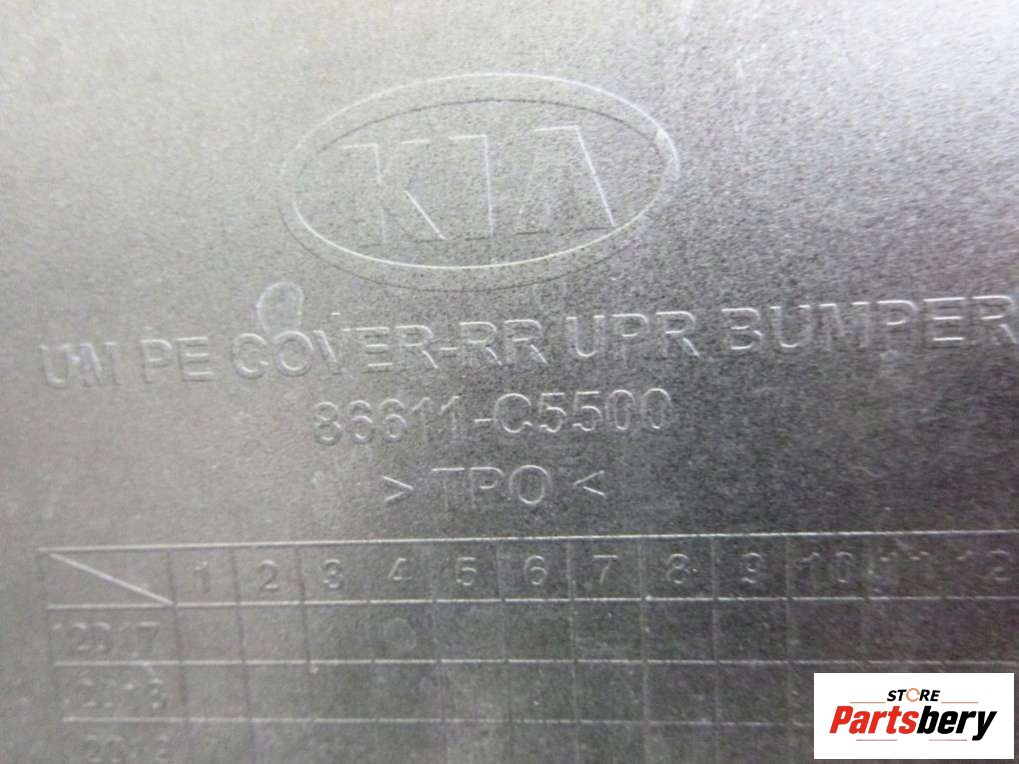 KIA
UM PE COVER-RR UPR BUMPER
86611-C5500
> TPO <
1 2 3 4 5 6 7 8 9 10 11 12
2017
2018
STORE
Partsbery